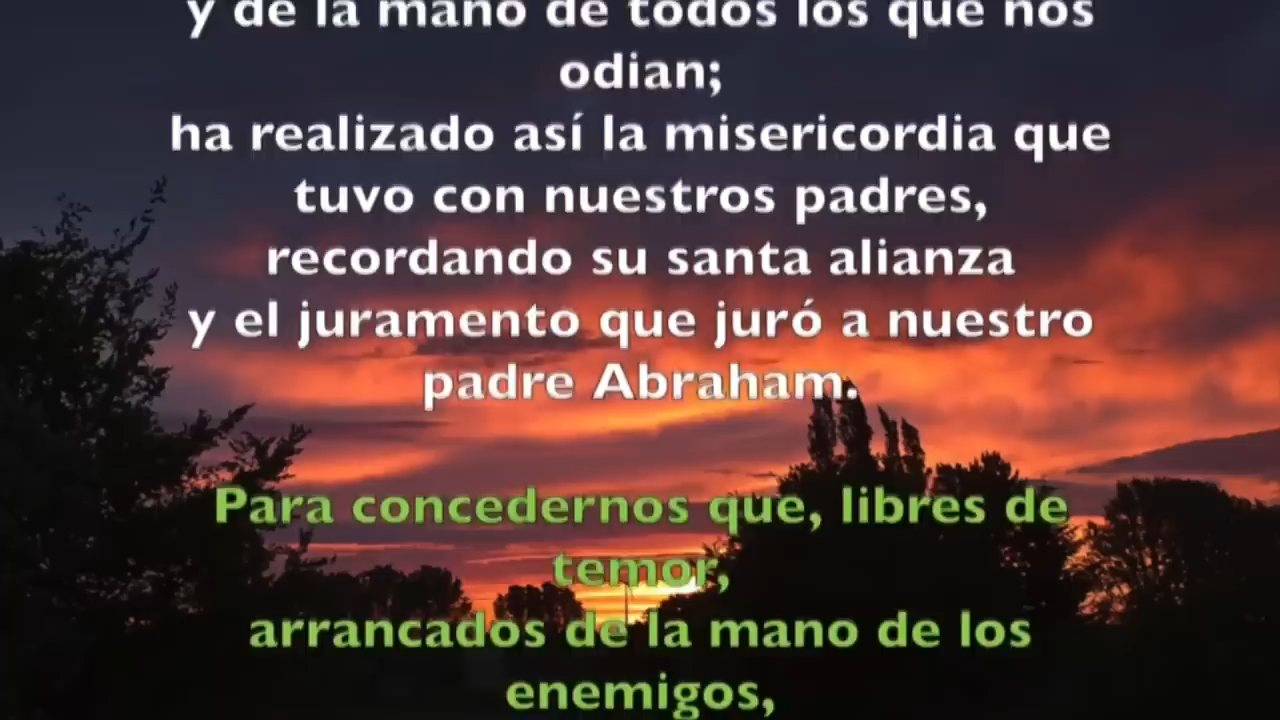 y de la mano de todos los que nos
odian;
ha realizado así la misericordia que
tuvo con nuestros padres,
recordando su santa alianza
y el juramento que juró a nuestro
padre Abraham.
Para concedernos que, libres de
temor,
arrancados de la mano de los
enemigos,